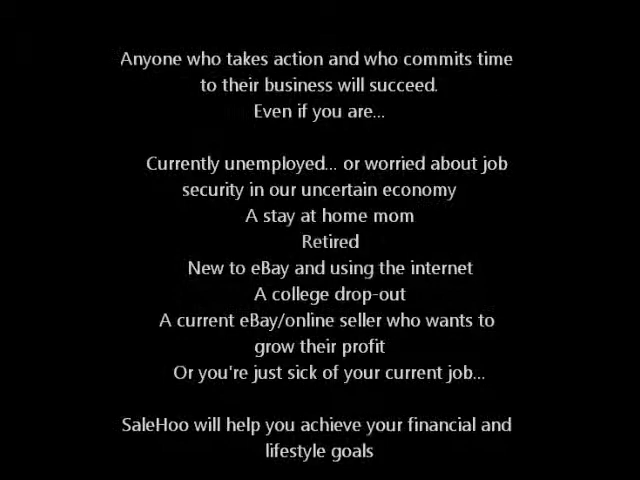 Anyone who takes action and who commits time
to their business will succeed.
Even if you are...
Currently unemployed... or worried about job
security in our uncertain economy
A stay at home mom
Retired
New to eBay and using the internet
A college drop-out
A current eBay/online seller who wants to
grow their profit
Or you're just sick of your current job...
SaleHoo will help you achieve your financial and
lifestyle goals